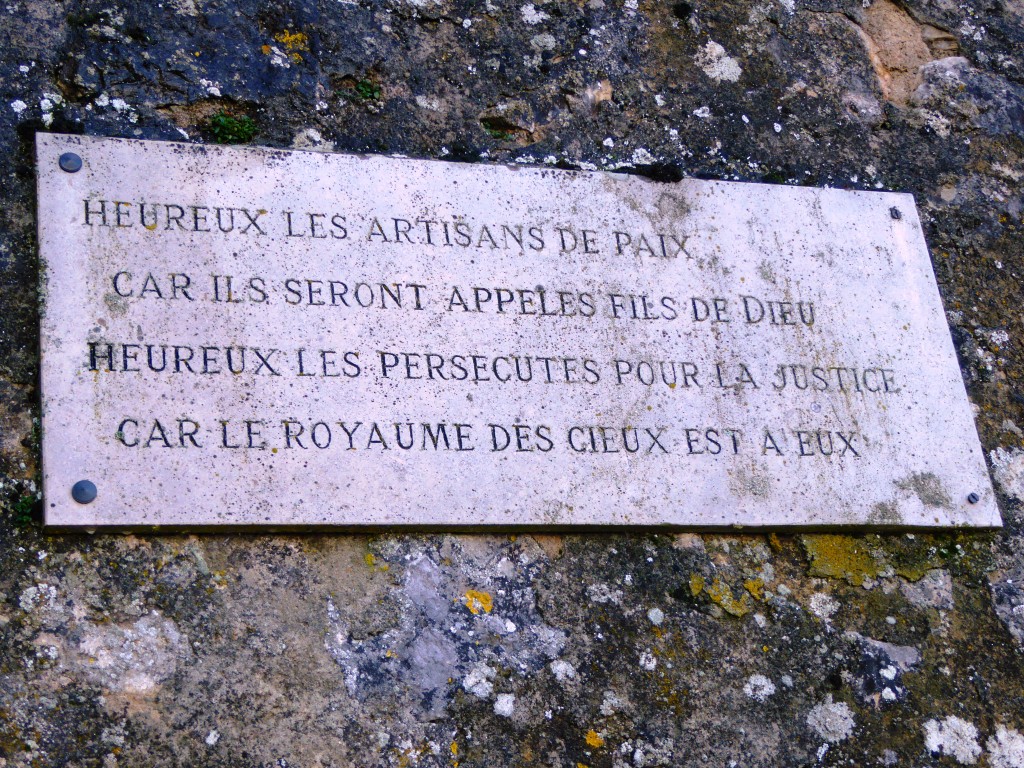 HEUREUX LES ARTISANS DE PAIX
CAR ILS SERONT APPELES FILS DE DIEU
HEUREUX LES PERSECUTES POUR LA JUSTICE
CAR LE ROYAUME DES CIEUX EST A EUX